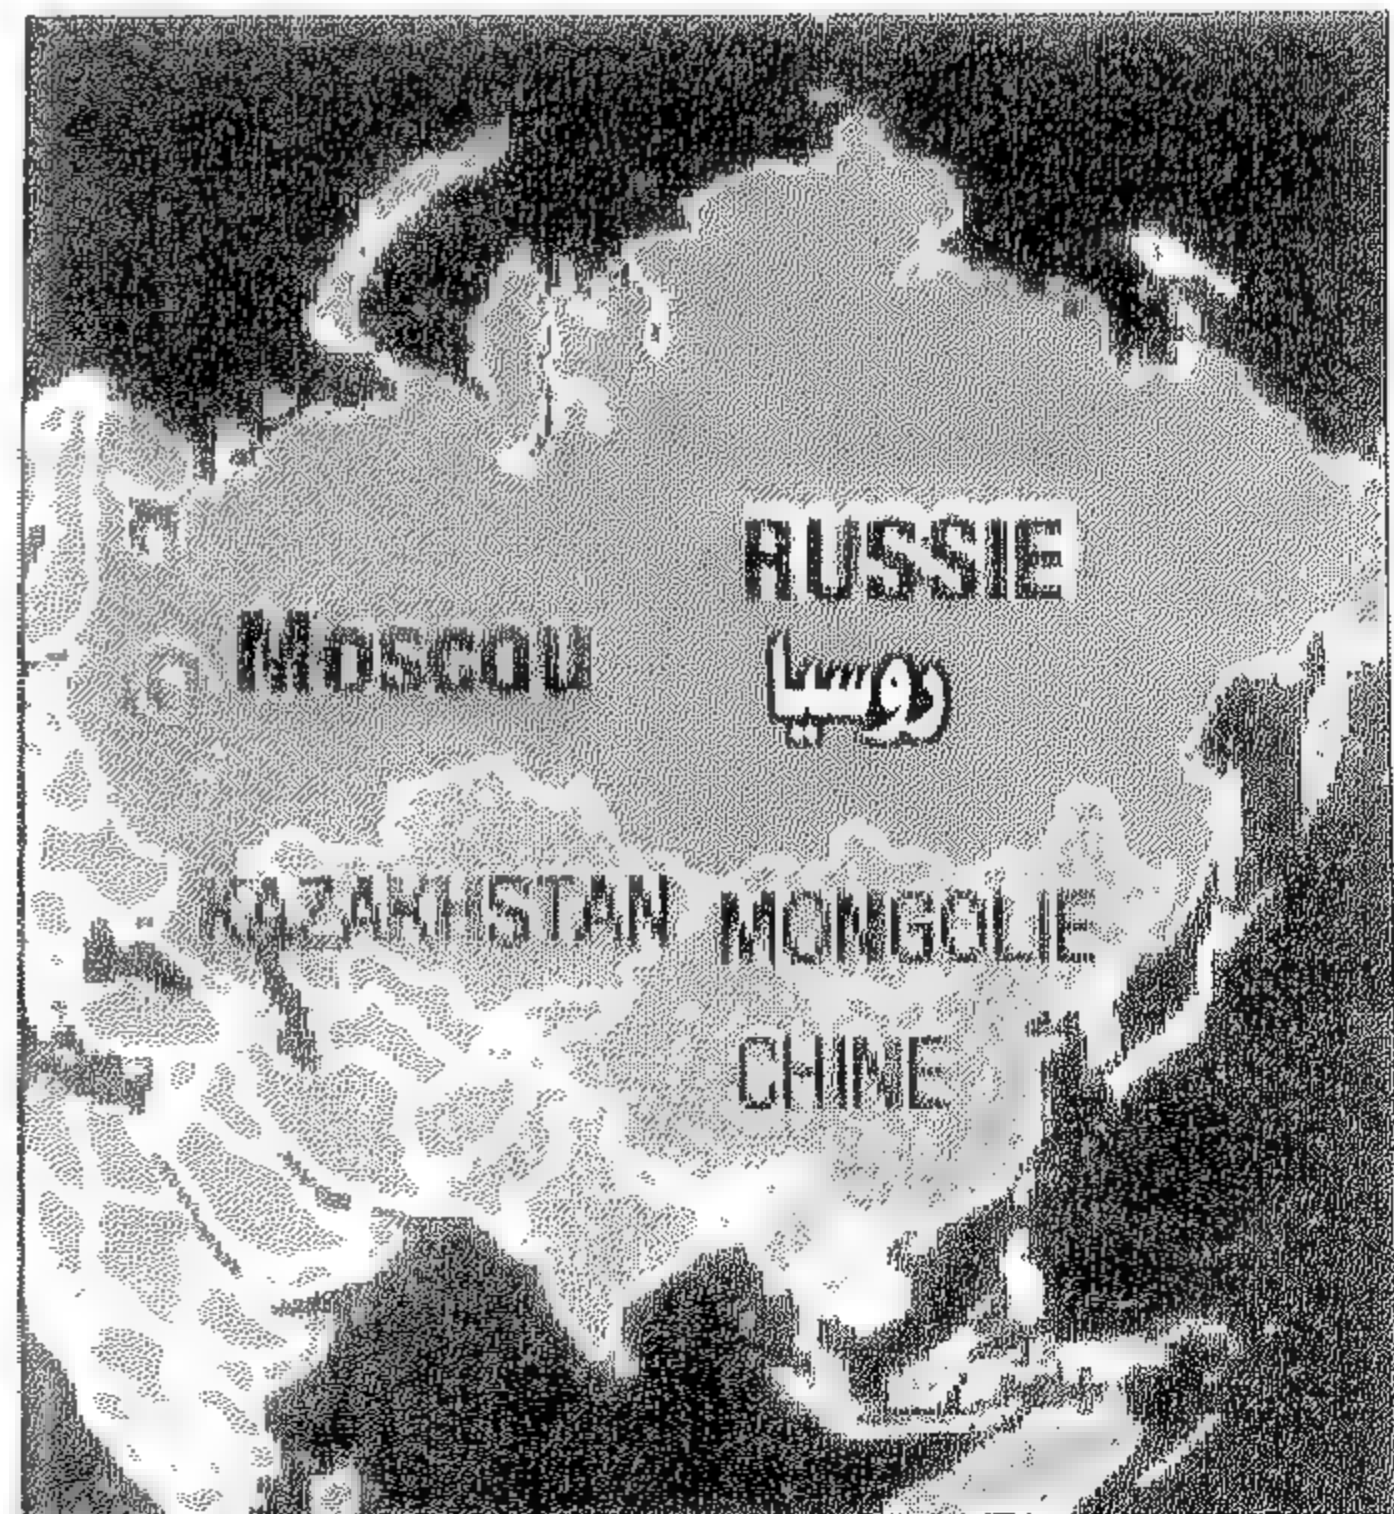 RUSSIE
Moscou
روسيا
KAZAKHSTAN
MONGOLIE
CHINE